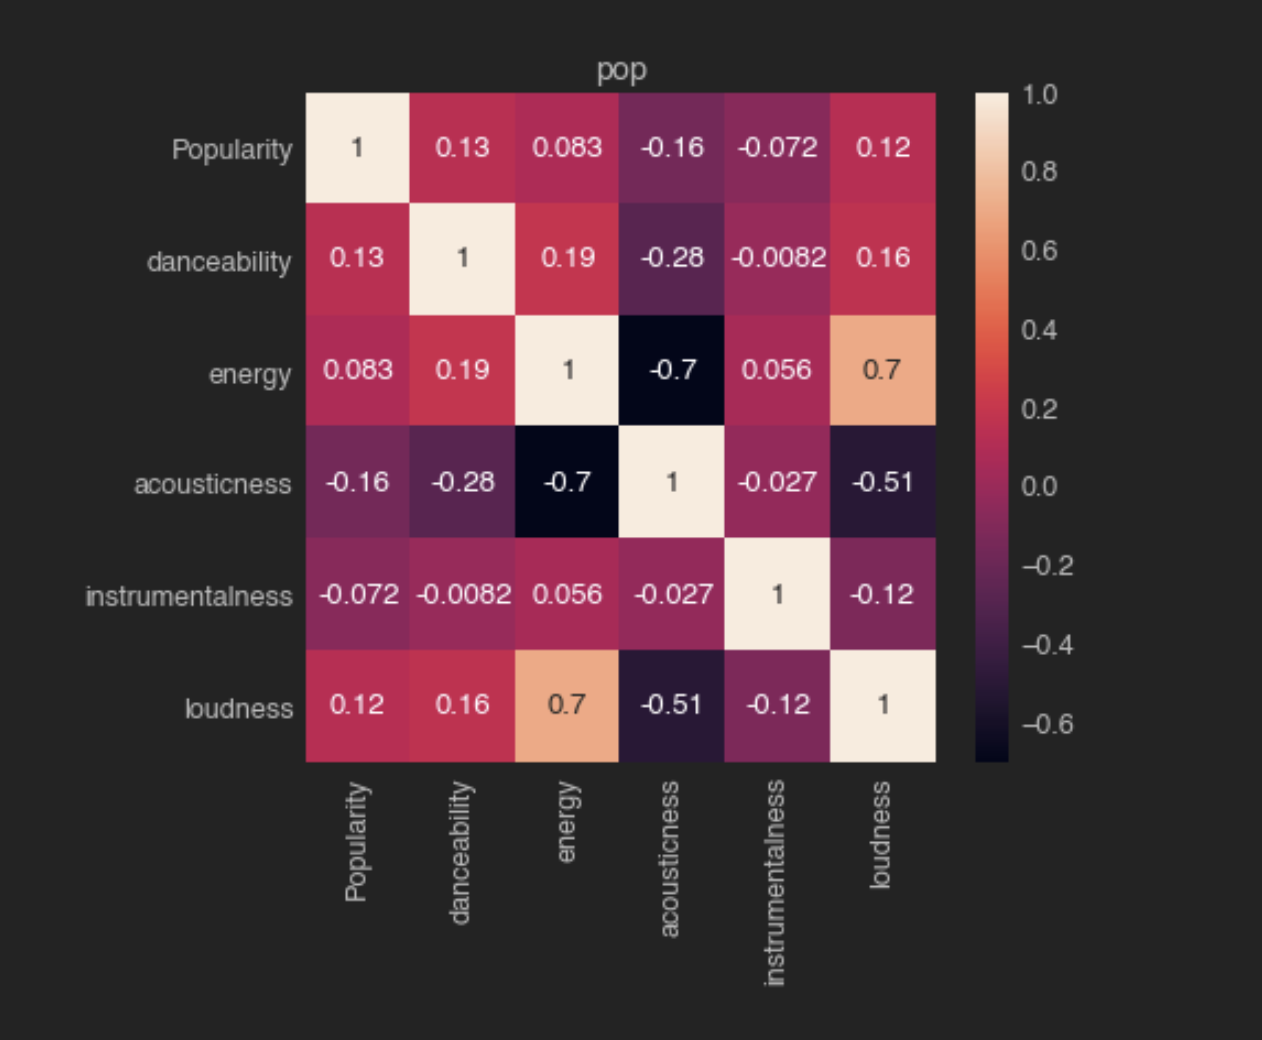 pop
Popularity 1 0.13 0.083 -0.16 -0.072 0.12
danceability 0.13 1 0.19 -0.28 -0.0082 0.16
energy 0.083 0.19 1 -0.7 0.056 0.7
acousticness -0.16 -0.28 -0.7 1 -0.027 -0.51
instrumentalness -0.072 -0.0082 0.056 -0.027 1 -0.12
loudness 0.12 0.16 0.7 -0.51 -0.12 1
Popularity
danceability
energy
acousticness
instrumentalness
loudness
1.0
0.8
0.6
0.4
0.2
0.0
−0.2
−0.4
−0.6